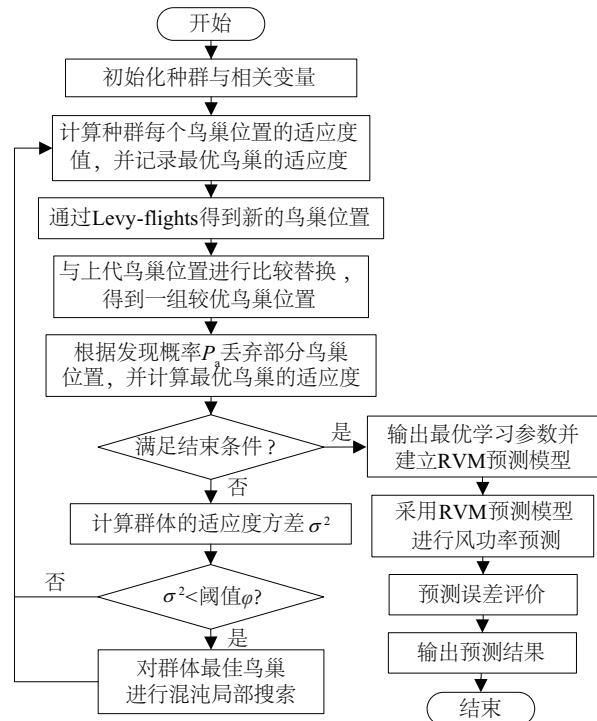 开始
初始化种群与相关变量
计算种群每个鸟巢位置的适应度
值，并记录最优鸟巢的适应度
通过Levy-flights得到新的鸟巢位置
与上代鸟巢位置进行比较替换，
得到一组较优鸟巢位置
根据发现概率Pa丢弃部分鸟巢
位置，并计算最优鸟巢的适应度
满足结束条件？
是
否
计算群体的适应度方差σ²
σ²<阈值φ?
否
是
对群体最佳鸟巢
进行混沌局部搜索
输出最优学习参数并
建立RVM预测模型
采用RVM预测模型
进行风功率预测
预测误差评价
输出预测结果
结束